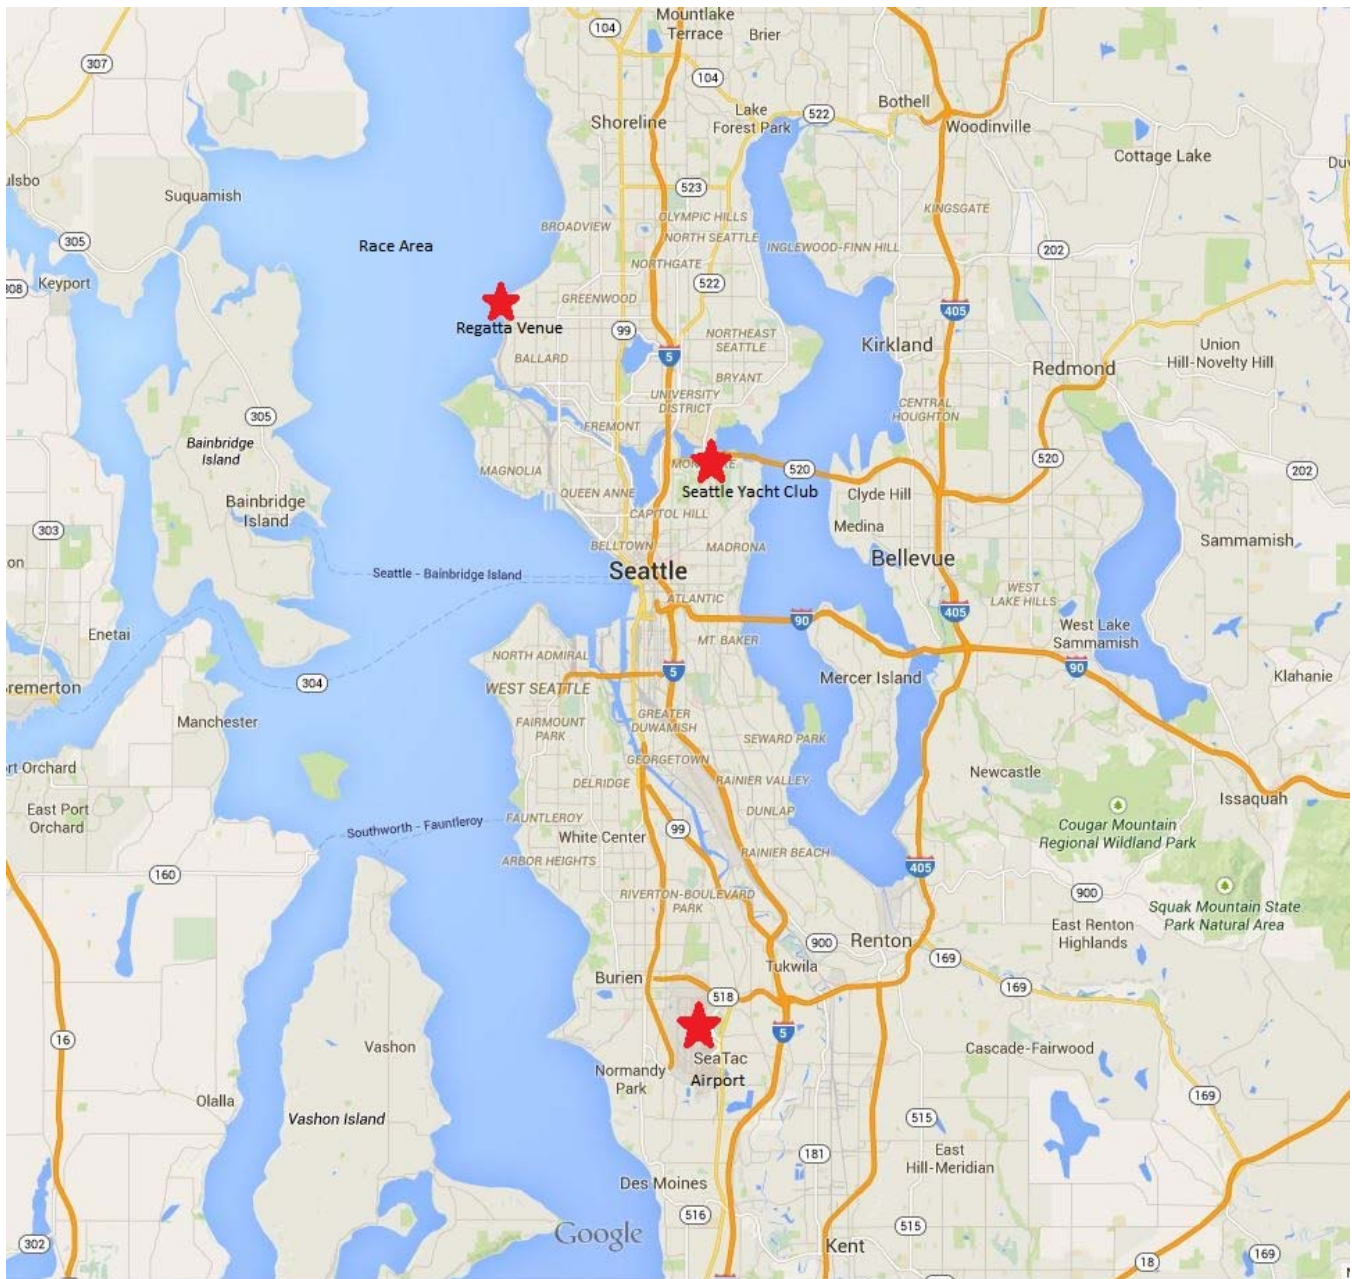 Mountlake
Terrace
Brier
104
307
104
Bothell
Lake
Forest Park
522
Woodinville
Shoreline
Cottage Lake
ulsbo
Suquamish
523
KINGSGATE
OLYMPIC HILLS
BROADVIEW
305
Race Area
NORTH SEATTLE
INGLEWOOD-FINN HILL
202
NORTHGATE
Keyport
308
522
GREENWOOD
405
Regatta Venue
99
NORTHEAST
SEATTLE
Kirkland
Union
Hill-Novelty Hill
BALLARD
5
Redmond
BRYANT
UNIVERSITY
DISTRICT
CENTRAL
HOUGHTON
305
Bainbridge
Island
FREMONT
520
MAGNOLIA
520
202
QUEEN ANNE
Seattle Yacht Club
Clyde Hill
Bainbridge
Island
CAPITOL HILL
Medina
303
BELLTOWN
MADRONA
Sammamish
on
Bellevue
Seattle
Seattle - Bainbridge Island
WEST
LAKE HILLS
ATLANTIC
405
90
Enetai
MT BAKER
West Lake
Sammamish
NORTH ADMIRAL
90
5
Mercer Island
Klahanie
304
remerton
WEST SEATTLE
Manchester
FAIRMOUNT
PARK
GREATER
DUWAMISH
SEWARD PARK
GEORGETOWN
rt Orchard
Newcastle
DELRIDGE
RAINIER VALLEY
Issaquah
East Port
Orchard
DUNLAP
Southworth - Fauntleroy
FAUNTLEROY
Cougar Mountain
Regional Wildland Park
White Center
99
ARBOR HEIGHTS
RAINIER BEACH
405
160
900
RIVERTON-BOULEVARD
PARK
Squak Mountain State
Park Natural Area
East Renton
Highlands
900
Renton
169
Tukwila
Burien
169
518
5
16
Vashon
SeaTac
Airport
Cascade-Fairwood
Normandy
Park
169
Olalla
Vashon Island
515
181
East
Hill-Meridian
Des Moines
516
515
Google
302
Kent
18
169